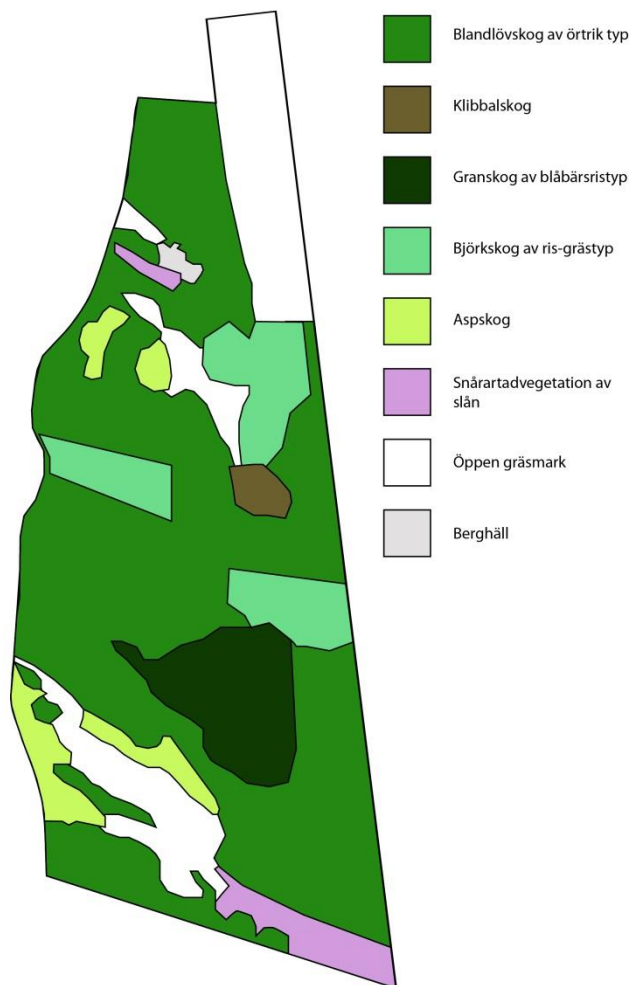 Blandlövskog av örtrik typ
Klibbalskog
Granskog av blåbärsristyp
Björkskog av ris-grästyp
Aspskog
Snårartadvegetation av
slån
Öppen gräsmark
Berghäll